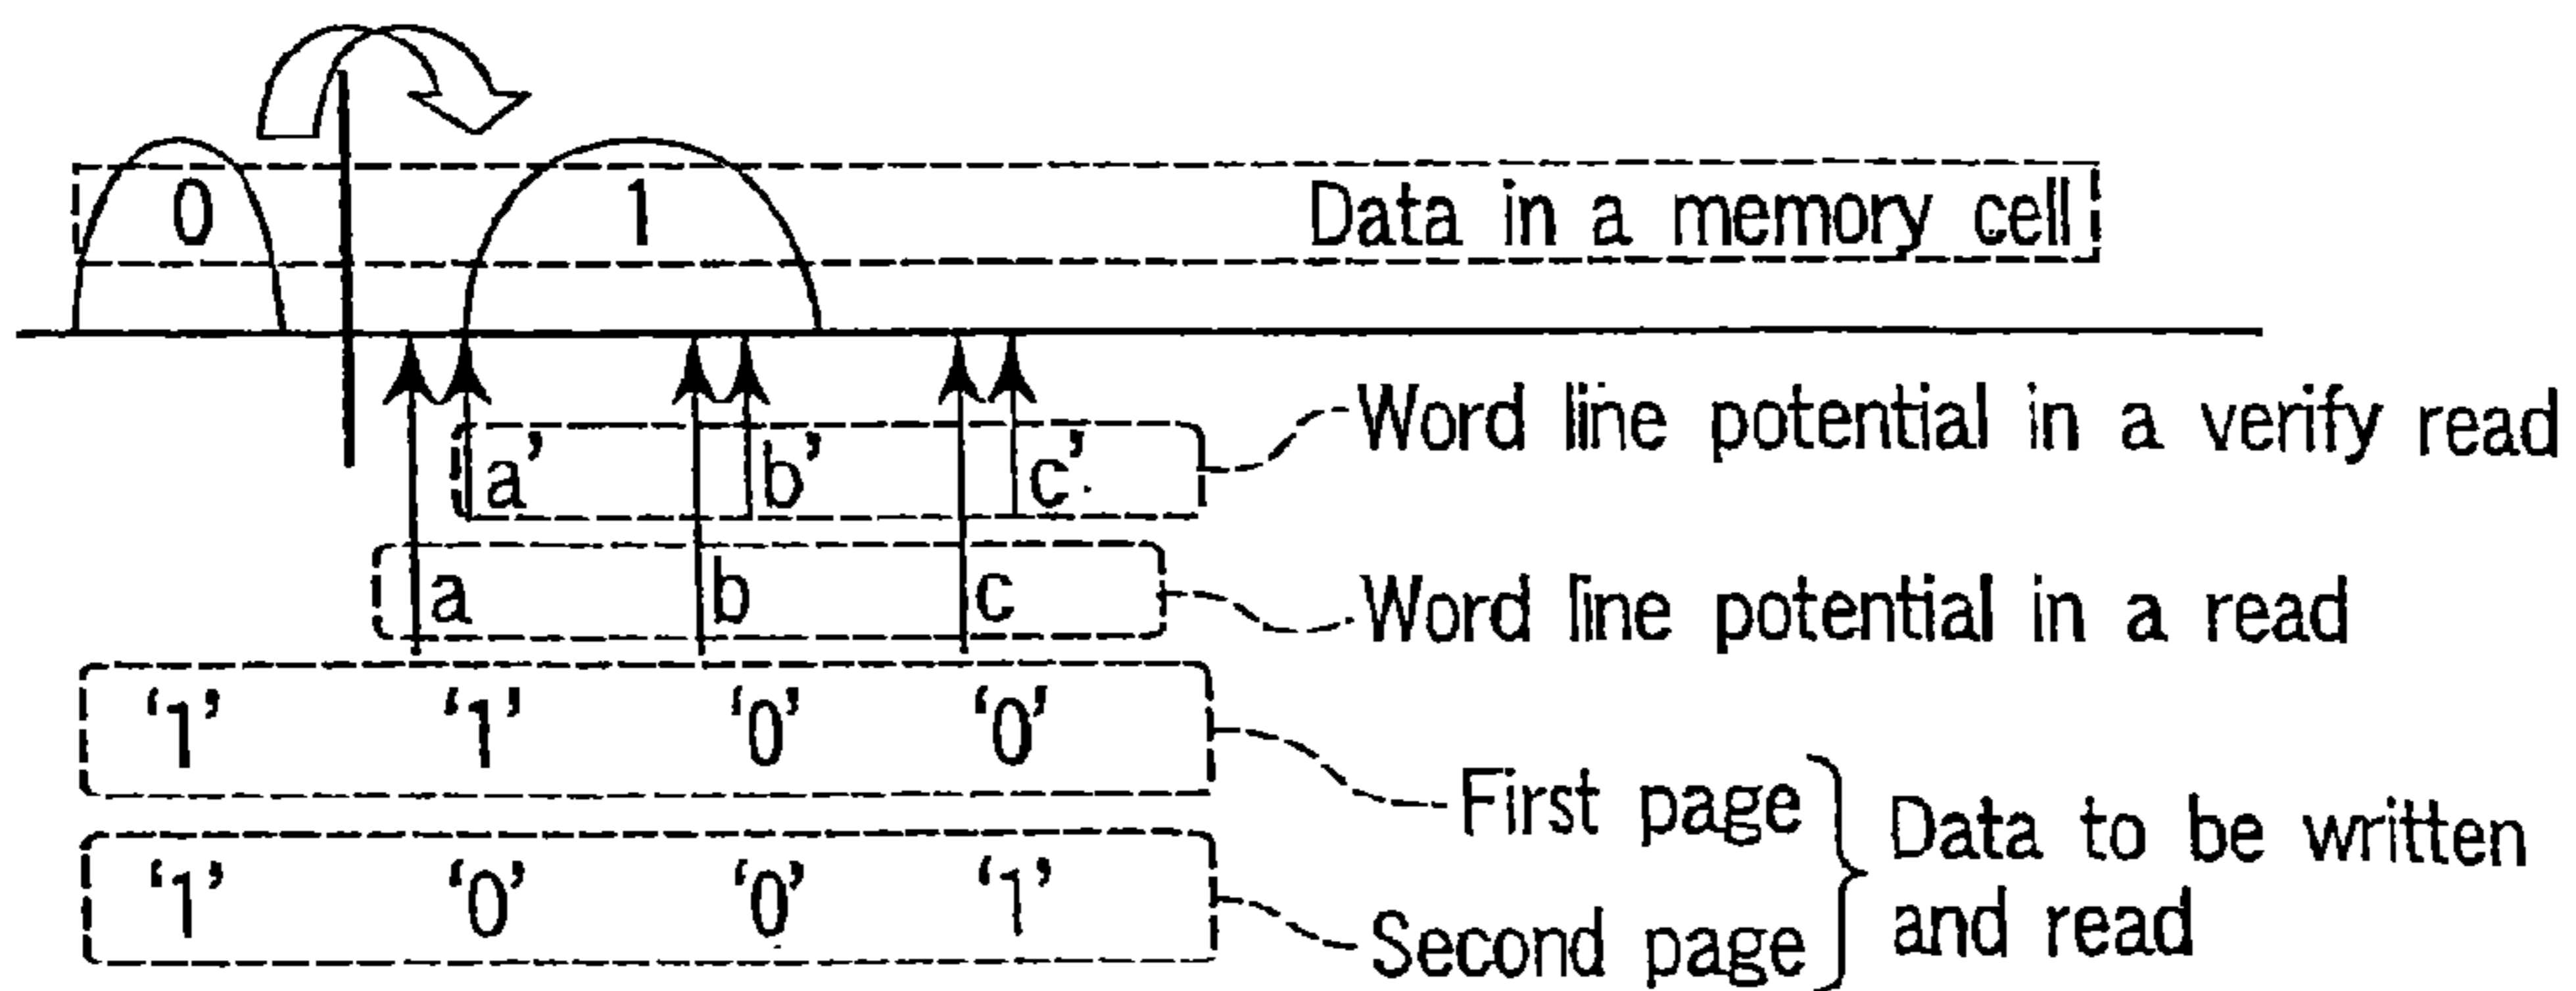 0 1 Data in a memory cell
a' b' c' Word line potential in a verify read
a b c Word line potential in a read
'1' '1' '0' '0'
First page
'1' '0' '0' '1'
Second page
Data to be written
and read